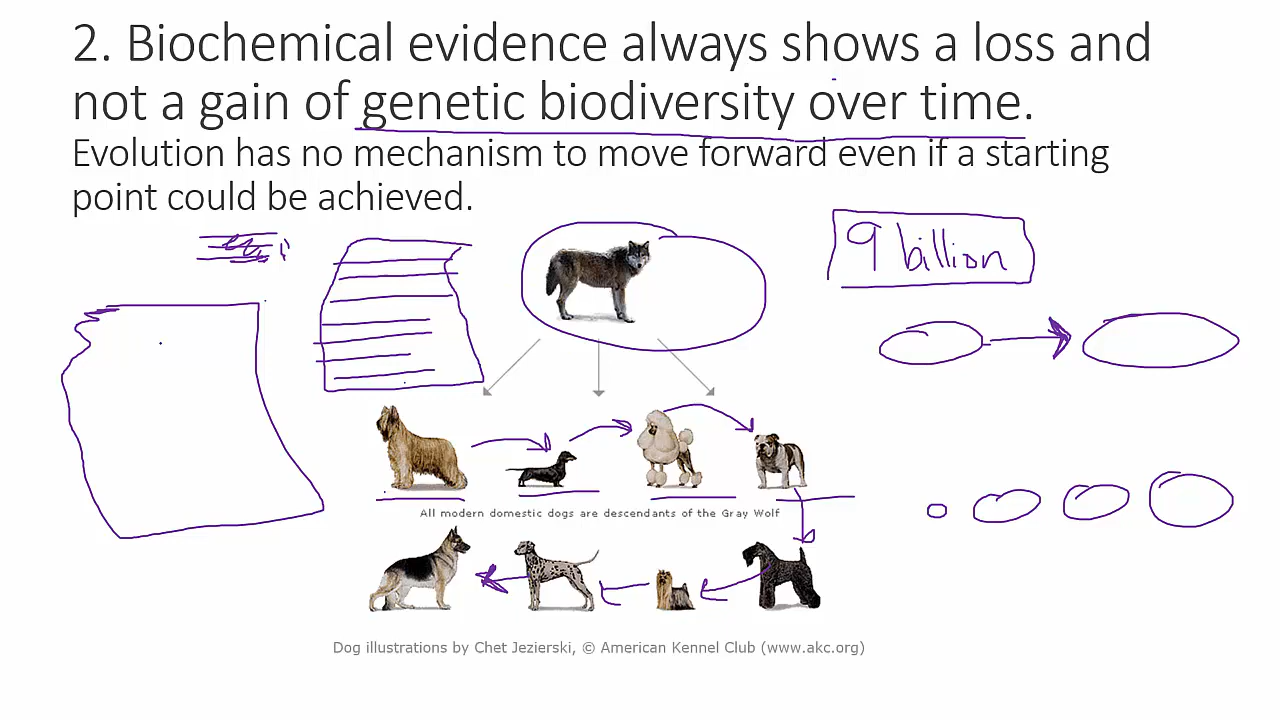 2. Biochemical evidence always shows a loss and
not a gain of genetic biodiversity over time.
Evolution has no mechanism to move forward even if a starting
point could be achieved.
9 billion
All modern domestic dogs are descendants of the Gray Wolf
Dog illustrations by Chet Jezierski, © American Kennel Club (www.akc.org)